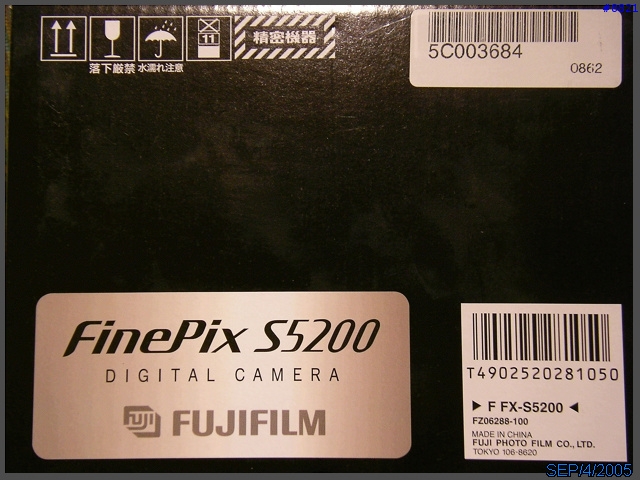 11
精密機器
落下厳禁 水濡れ注意
5C003684
0862
FinePix S5200
DIGITAL CAMERA
FUJI FUJIFILM
T4902520281050
▶ F FX-S5200 ◀
FZ06288-100
MADE IN CHINA
FUJI PHOTO FILM CO., LTD.
TOKYO 106-8620
SEP/4/2005